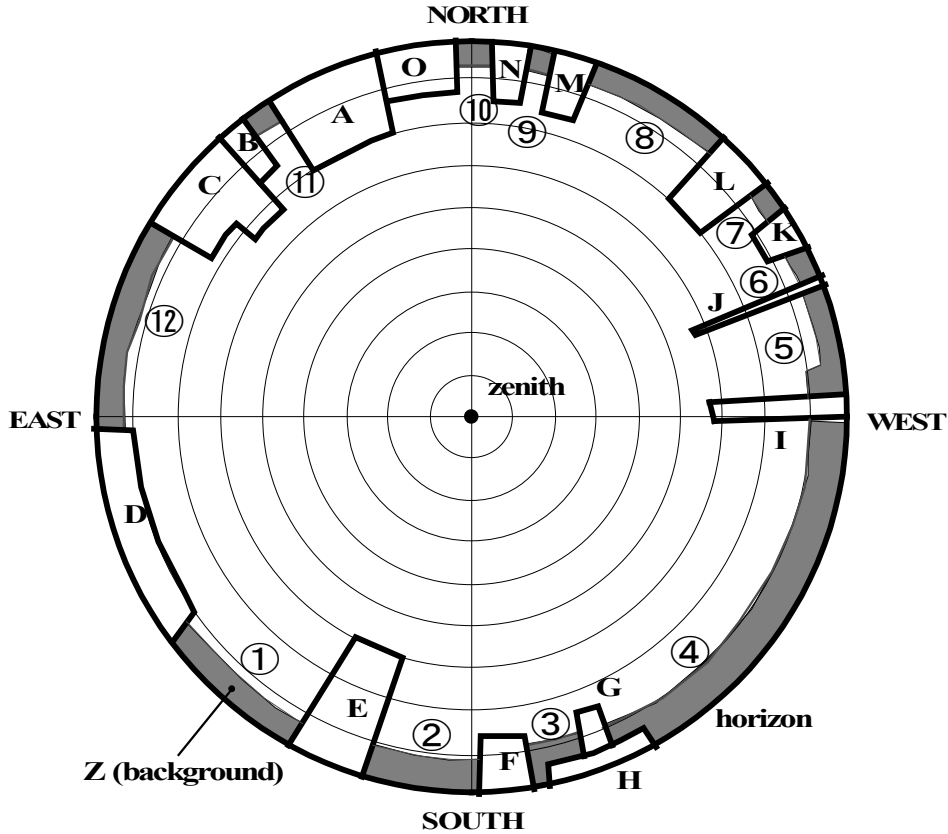 NORTH
O
N
M
A
B
C
⑩
⑨
⑧
⑪
L
⑦
K
⑥
J
⑫
⑤
zenith
EAST
WEST
I
D
①
④
G
E
②
③
F
horizon
Z (background)
H
SOUTH